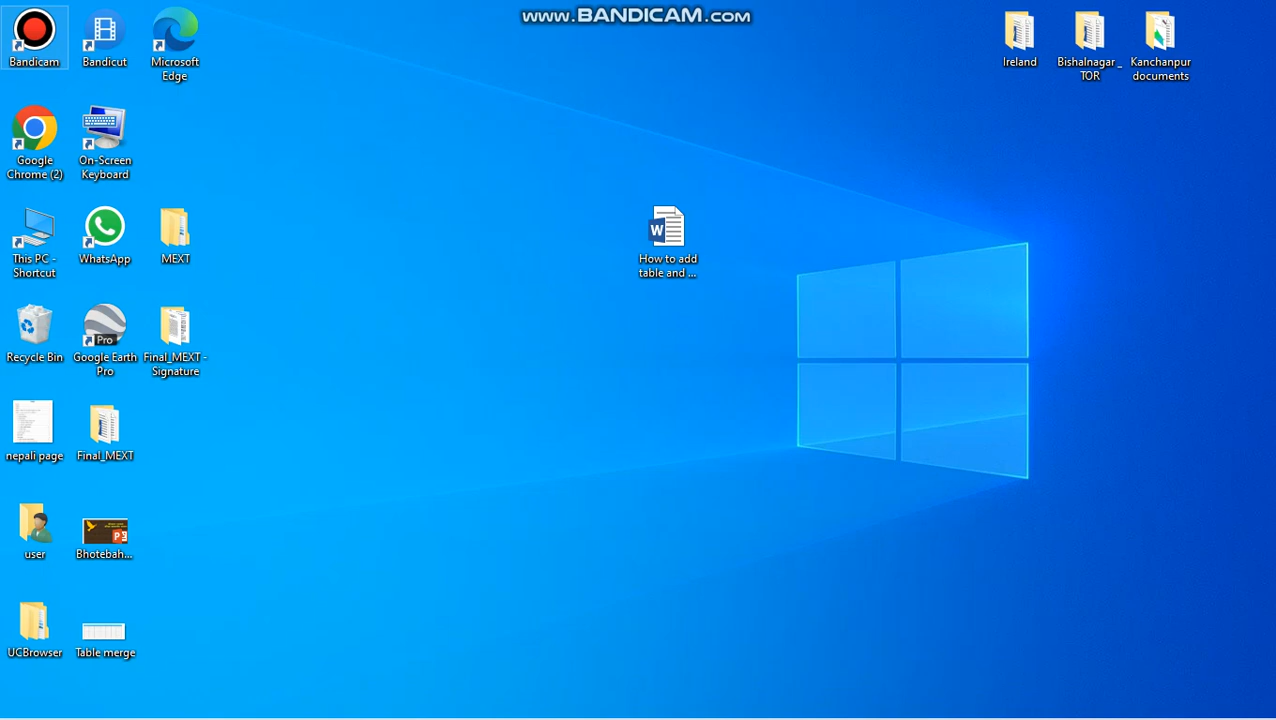 www.BANDICAM.com
Bandicam
Bandicut
Microsoft
Edge
Ireland
Bishalnagar_
TOR
Kanchanpur
documents
Google
Chrome (2)
On-Screen
Keyboard
This PC -
Shortcut
WhatsApp
MEXT
W
How to add
table and ...
Recycle Bin
Pro
Google Earth
Pro
Final_MEXT -
Signature
nepali page
Final_MEXT
user
P
Bhotebah...
UCBrowser
Table merge